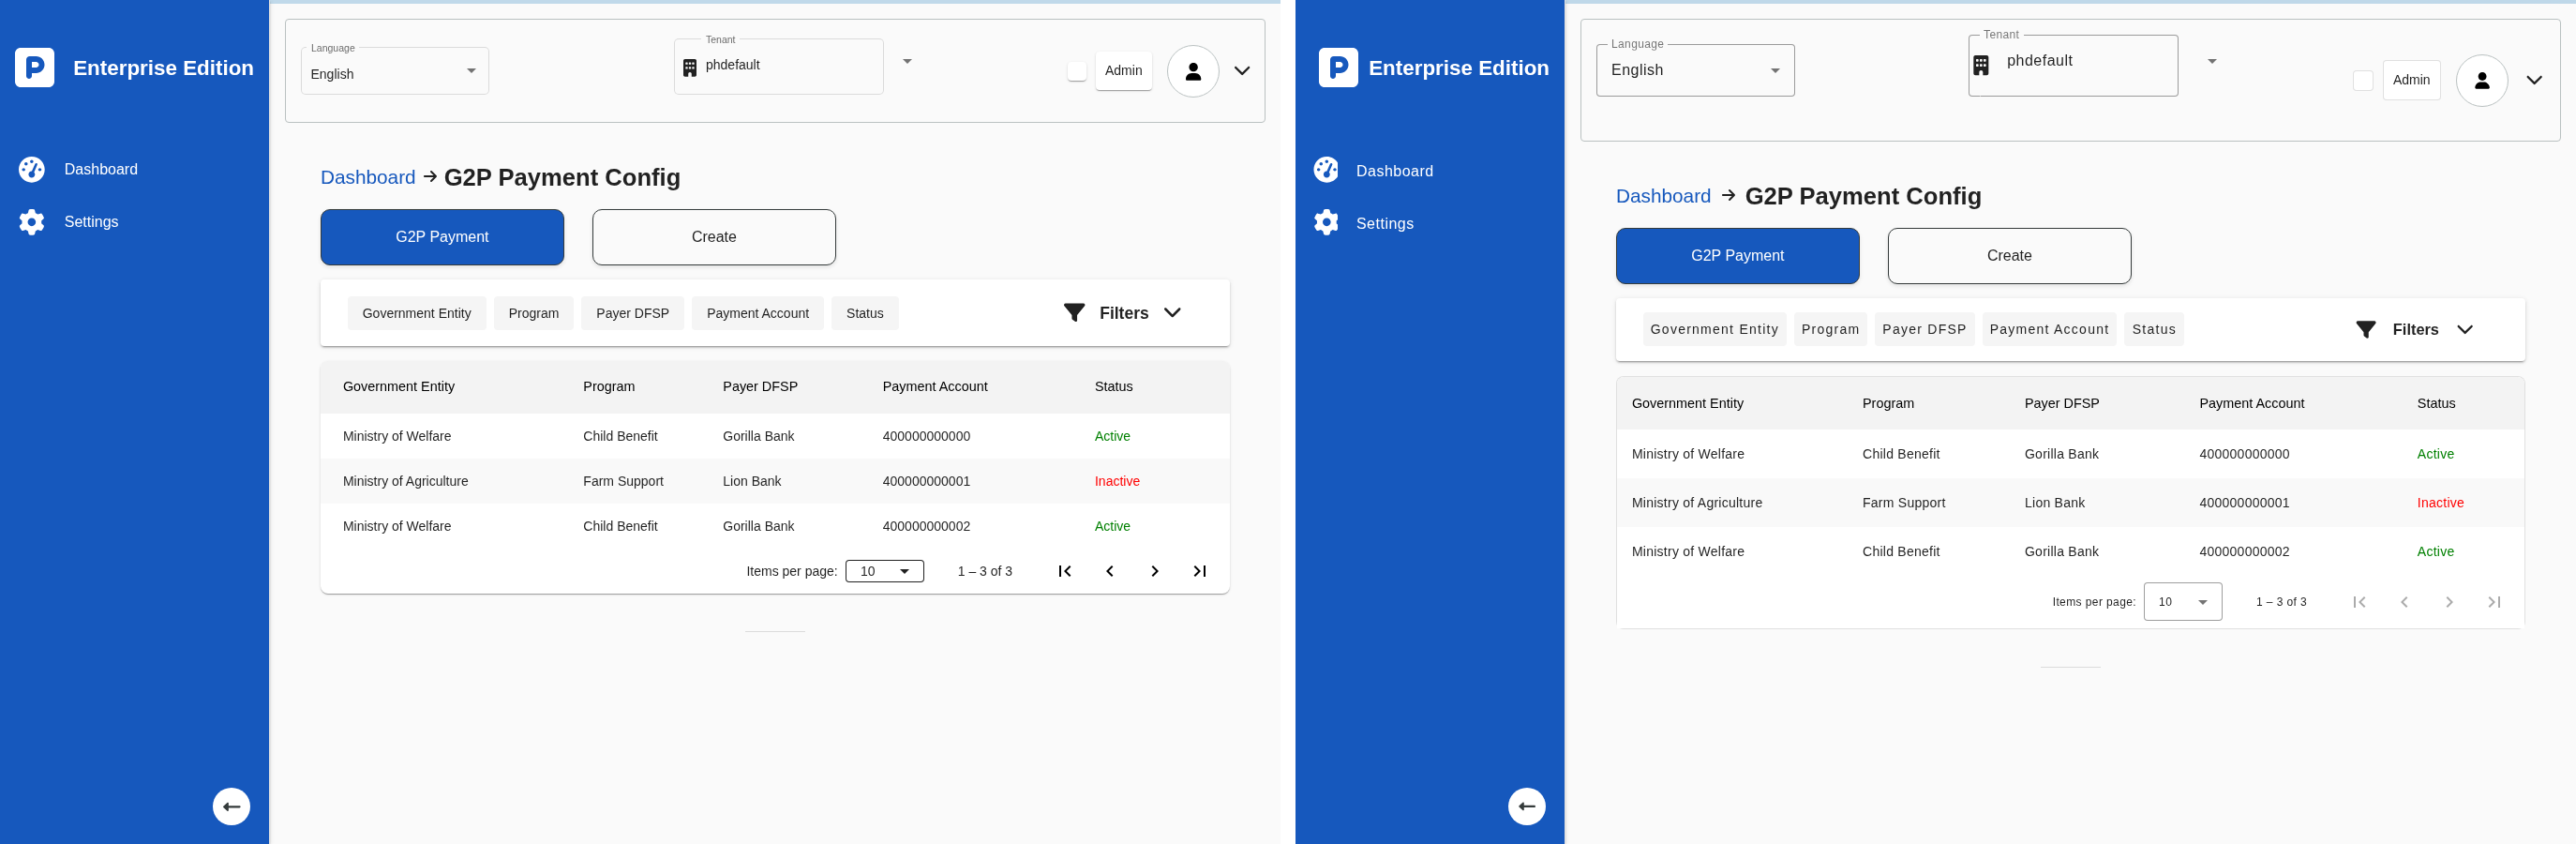 Enterprise Edition
Dashboard
Settings
Language
English
Tenant
phdefault
Admin
Dashboard → G2P Payment Config
G2P Payment
Create
Government Entity Program Payer DFSP Payment Account Status
Filters
Government Entity Program Payer DFSP Payment Account Status
Ministry of Welfare Child Benefit Gorilla Bank 400000000000 Active
Ministry of Agriculture Farm Support Lion Bank 400000000001 Inactive
Ministry of Welfare Child Benefit Gorilla Bank 400000000002 Active
Items per page: 10 1 – 3 of 3
Enterprise Edition
Dashboard
Settings
Language
English
Tenant
phdefault
Admin
Dashboard → G2P Payment Config
G2P Payment
Create
Government Entity Program Payer DFSP Payment Account Status
Filters
Government Entity Program Payer DFSP Payment Account Status
Ministry of Welfare Child Benefit Gorilla Bank 400000000000 Active
Ministry of Agriculture Farm Support Lion Bank 400000000001 Inactive
Ministry of Welfare Child Benefit Gorilla Bank 400000000002 Active
Items per page: 10 1 – 3 of 3